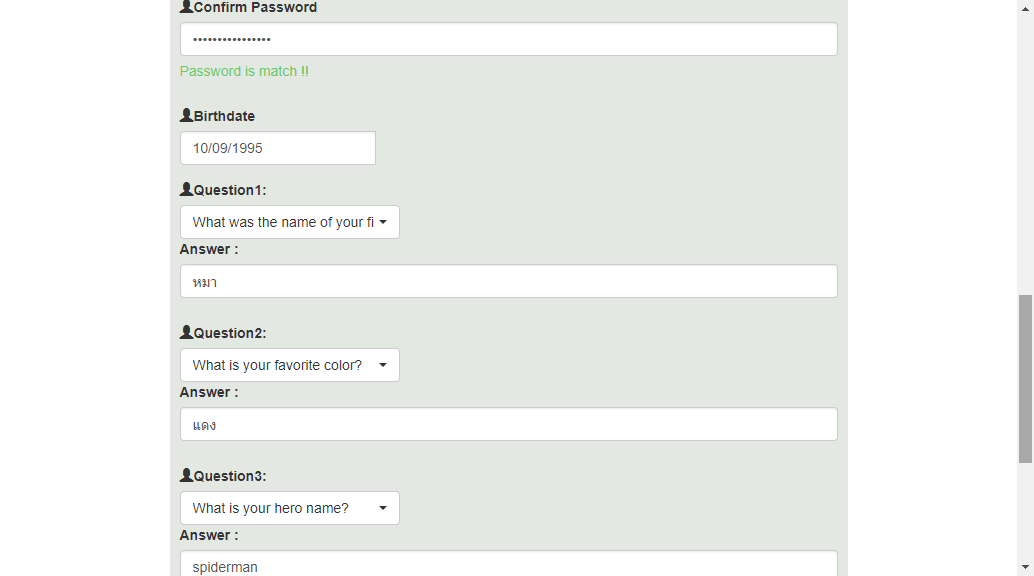 Confirm Password
••••••••••••••••
Password is match !!
Birthdate
10/09/1995
Question1:
What was the name of your fi
Answer :
หมา
Question2:
What is your favorite color?
Answer :
แดง
Question3:
What is your hero name?
Answer :
spiderman